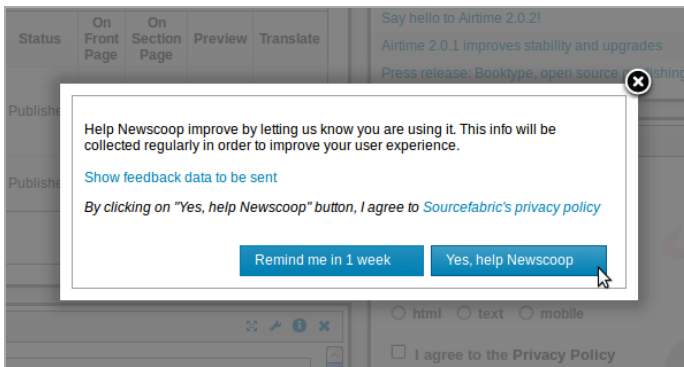 Say hello to Airtime 2.0.2!
Status
On Front Page
On Section Page
Preview
Translate
Airtime 2.0.1 improves stability and upgrades
Press release: Booktype, open source
Help Newscoop improve by letting us know you are using it. This info will be
collected regularly in order to improve your user experience.
Show feedback data to be sent
By clicking on "Yes, help Newscoop" button, I agree to Sourcefabric's privacy policy
Remind me in 1 week
Yes, help Newscoop
html
text
mobile
I agree to the Privacy Policy